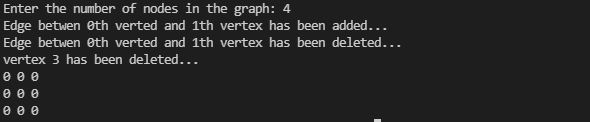 Enter the number of nodes in the graph: 4
Edge betwen 0th verted and 1th vertex has been added...
Edge betwen 0th verted and 1th vertex has been deleted...
vertex 3 has been deleted...
0 0 0
0 0 0
0 0 0